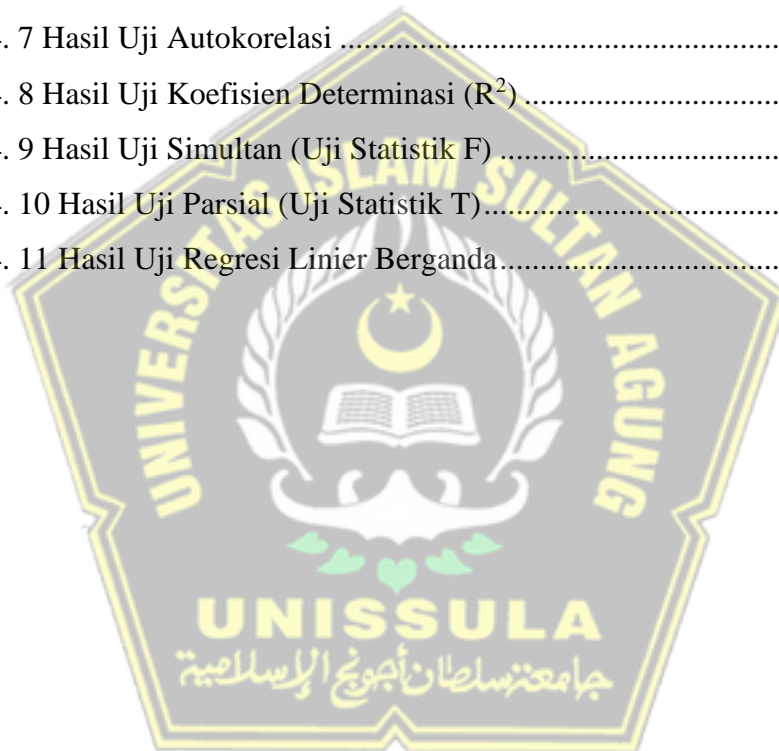 . 7 Hasil Uji Autokorelasi ....................................................
. 8 Hasil Uji Koefisien Determinasi (R²) ..............................
. 9 Hasil Uji Simultan (Uji Statistik F) .................................
. 10 Hasil Uji Parsial (Uji Statistik T)...................................
. 11 Hasil Uji Regresi Linier Berganda.................................
UNIVERSITAS ISLAM SULTAN AGUNG
UNISSULA
جامعة سلطان أجونج الإسلامية